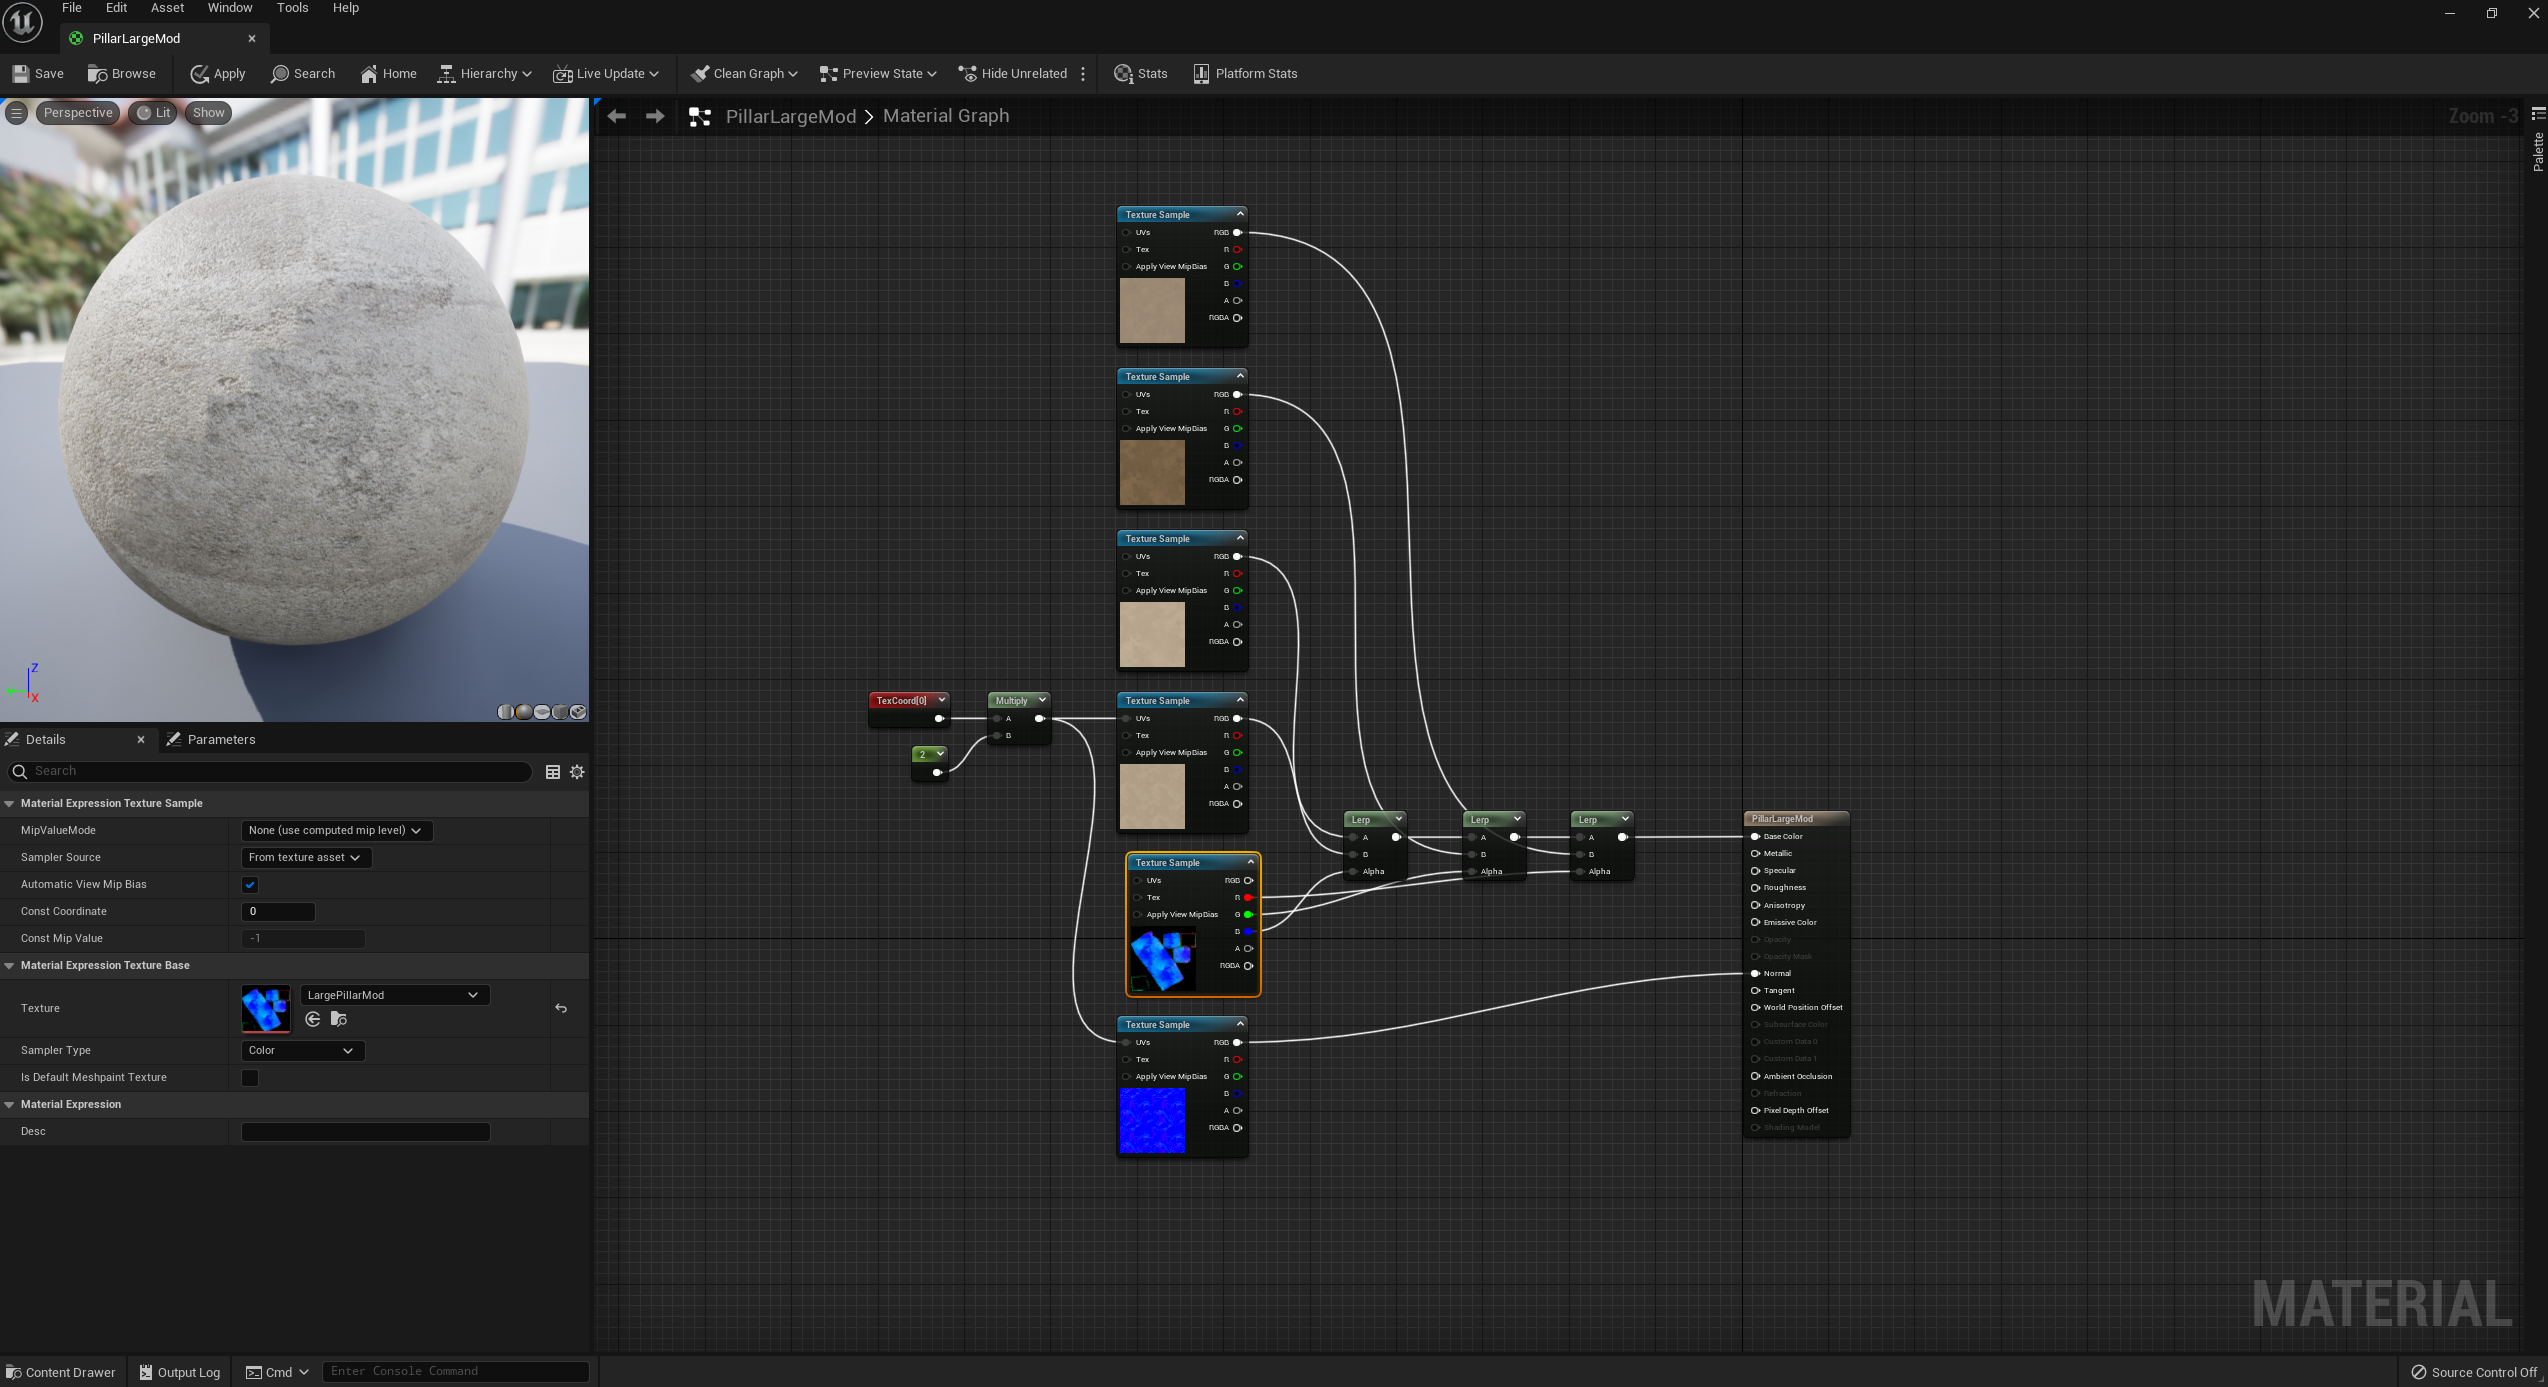 File Edit Asset Window Tools Help
PillarLargeMod
Save Browse Apply Search Home Hierarchy Live Update Clean Graph Preview State Hide Unrelated Stats Platform Stats
Perspective Lit Show
PillarLargeMod > Material Graph
Zoom -3
Palette
Z
Y
X
Texture Sample
UVs RGB
Tex R
Apply View MipBias G
B
A
RGBA
Texture Sample
UVs RGB
Tex R
Apply View MipBias G
B
A
RGBA
Texture Sample
UVs RGB
Tex R
Apply View MipBias G
B
A
RGBA
TexCoord[0]
Multiply
A
B
2
Texture Sample
UVs RGB
Tex R
Apply View MipBias G
B
A
RGBA
Texture Sample
UVs RGB
Tex R
Apply View MipBias G
B
A
RGBA
Texture Sample
UVs RGB
Tex R
Apply View MipBias G
B
A
RGBA
Lerp
A
B
Alpha
Lerp
A
B
Alpha
Lerp
A
B
Alpha
PillarLargeMod
Base Color
Metallic
Specular
Roughness
Anisotropy
Emissive Color
Opacity
Opacity Mask
Normal
Tangent
World Position Offset
Subsurface Color
Custom Data 0
Custom Data 1
Ambient Occlusion
Refraction
Pixel Depth Offset
Shading Model
MATERIAL
Details Parameters
Search
Material Expression Texture Sample
MipValueMode None (use computed mip level)
Sampler Source From texture asset
Automatic View Mip Bias
Const Coordinate 0
Const Mip Value -1
Material Expression Texture Base
Texture LargePillarMod
Sampler Type Color
Is Default Meshpaint Texture
Material Expression
Desc
Content Drawer Output Log Cmd Enter Console Command Source Control Off